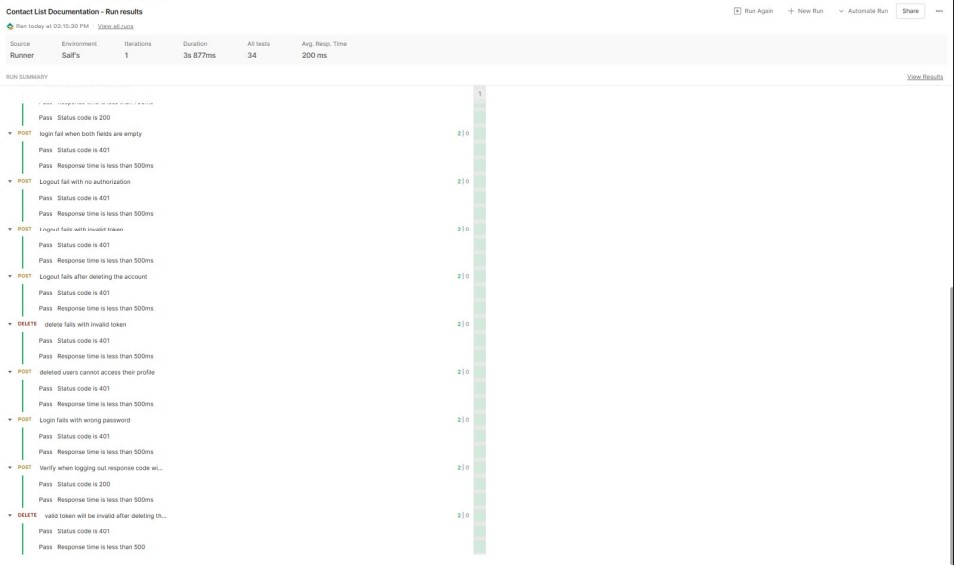 Contact List Documentation - Run results
Run Again
New Run
Automate Run
Share
Ran today at 03:15:30 PM · View all runs
Source Environment Iterations Duration All tests Avg. Resp. Time
Runner Saif's 1 3s 877ms 34 200 ms
RUN SUMMARY View Results
1
Pass Status code is 200
POST login fail when both fields are empty 2|0
Pass Status code is 401
Pass Response time is less than 500ms
POST Logout fail with no authorization 2|0
Pass Status code is 401
Pass Response time is less than 500ms
POST Logout fails with invalid token 2|0
Pass Status code is 401
Pass Response time is less than 500ms
POST Logout fails after deleting the account 2|0
Pass Status code is 401
Pass Response time is less than 500ms
DELETE delete fails with invalid token 2|0
Pass Status code is 401
Pass Response time is less than 500ms
POST deleted users cannot access their profile 2|0
Pass Status code is 401
Pass Response time is less than 500ms
POST Login fails with wrong password 2|0
Pass Status code is 401
Pass Response time is less than 500ms
POST Verify when logging out response code wi... 2|0
Pass Status code is 200
Pass Response time is less than 500ms
DELETE valid token will be invalid after deleting th... 2|0
Pass Status code is 401
Pass Response time is less than 500